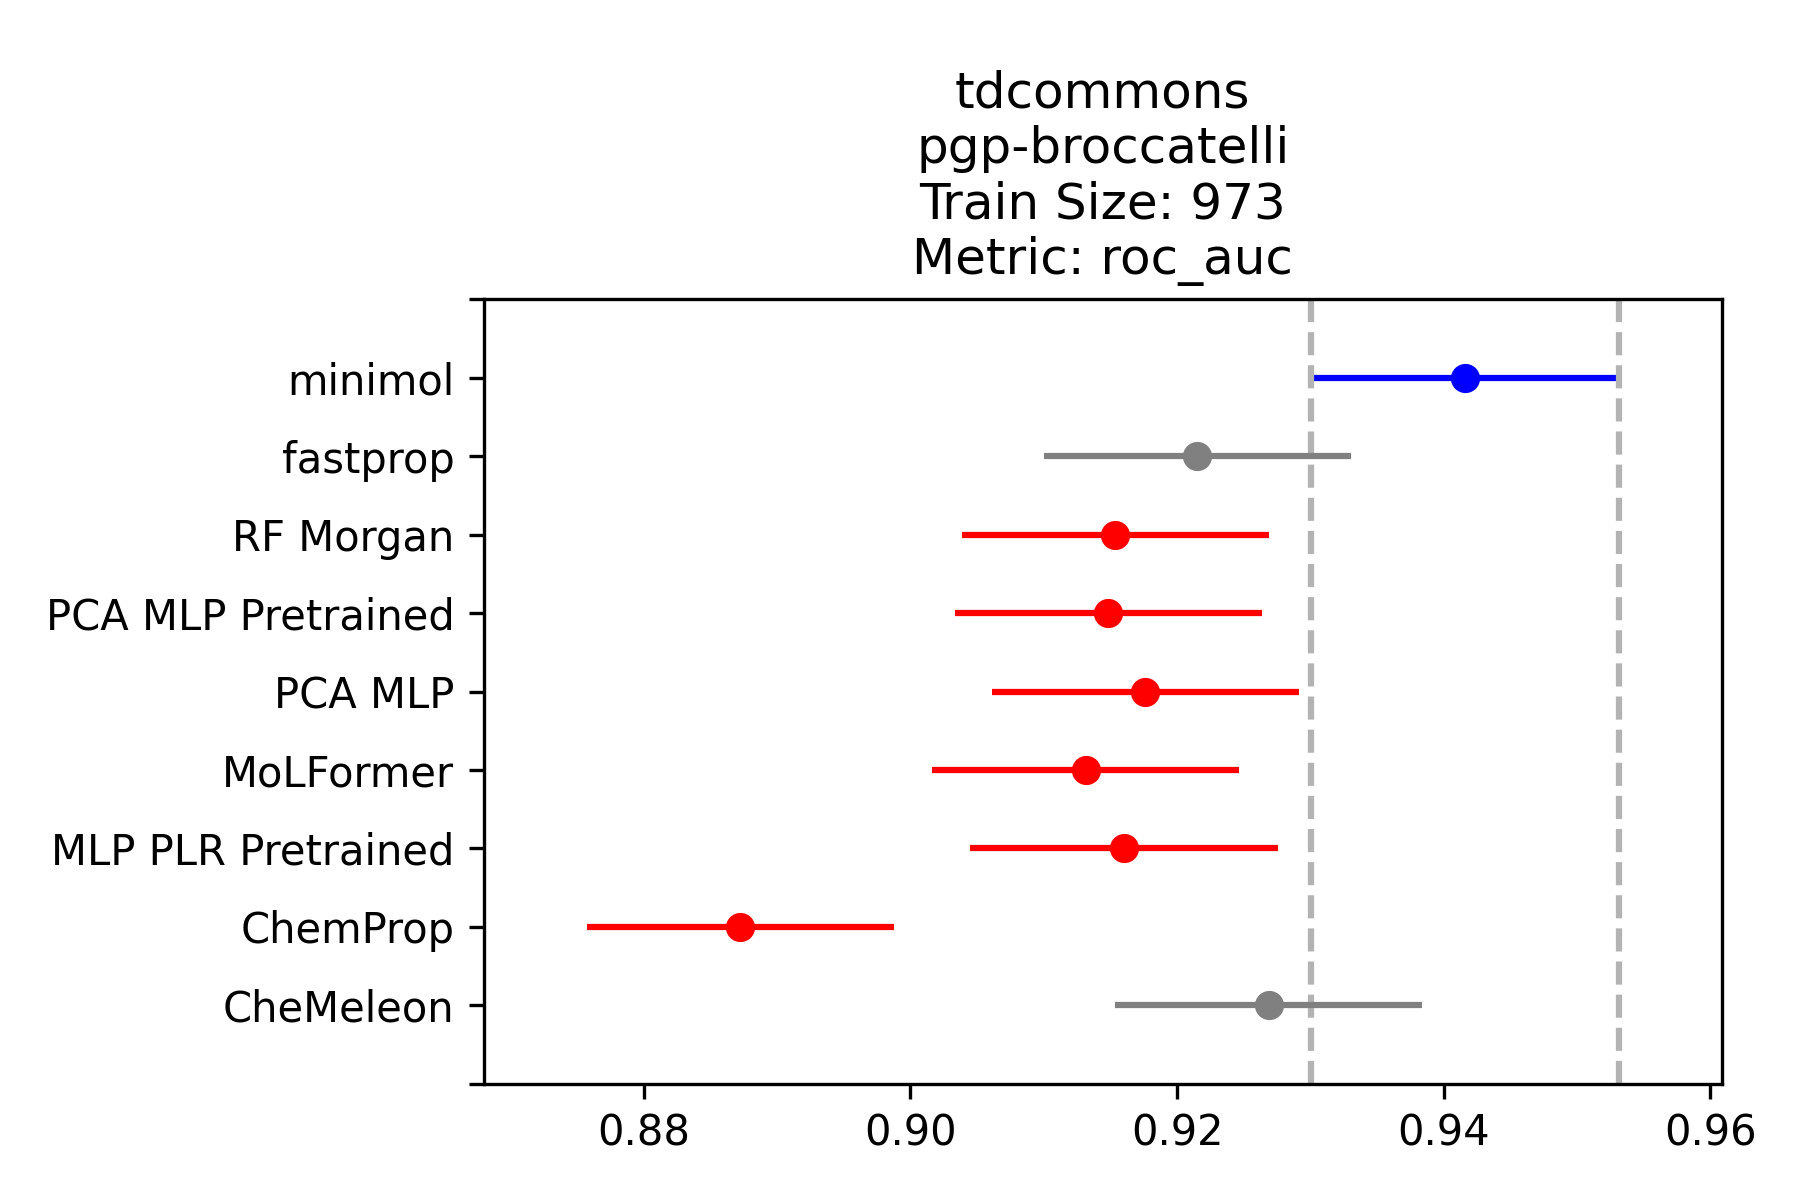 tdcommons
pgp-broccatelli
Train Size: 973
Metric: roc_auc
minimol
fastprop
RF Morgan
PCA MLP Pretrained
PCA MLP
MoLFormer
MLP PLR Pretrained
ChemProp
CheMeleon
0.88 0.90 0.92 0.94 0.96